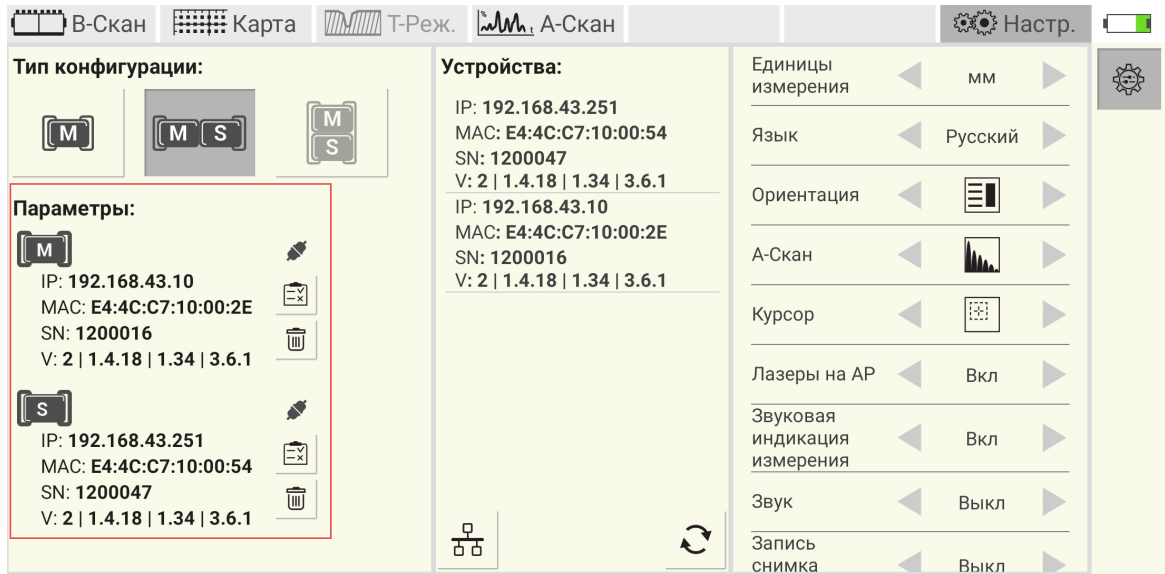 В-Скан
Карта
Т-Реж.
% t
А-Скан
Настр.
Тип конфигурации:
M
M S
M
S
Параметры:
M
IP: 192.168.43.10
MAC: E4:4C:C7:10:00:2E
SN: 1200016
V: 2 | 1.4.18 | 1.34 | 3.6.1
S
IP: 192.168.43.251
MAC: E4:4C:C7:10:00:54
SN: 1200047
V: 2 | 1.4.18 | 1.34 | 3.6.1
Устройства:
IP: 192.168.43.251
MAC: E4:4C:C7:10:00:54
SN: 1200047
V: 2 | 1.4.18 | 1.34 | 3.6.1
IP: 192.168.43.10
MAC: E4:4C:C7:10:00:2E
SN: 1200016
V: 2 | 1.4.18 | 1.34 | 3.6.1
Единицы
измерения
мм
Язык
Русский
Ориентация
А-Скан
Курсор
Лазеры на АР
Вкл
Звуковая
индикация
измерения
Вкл
Звук
Выкл
Запись
снимка
Выкл